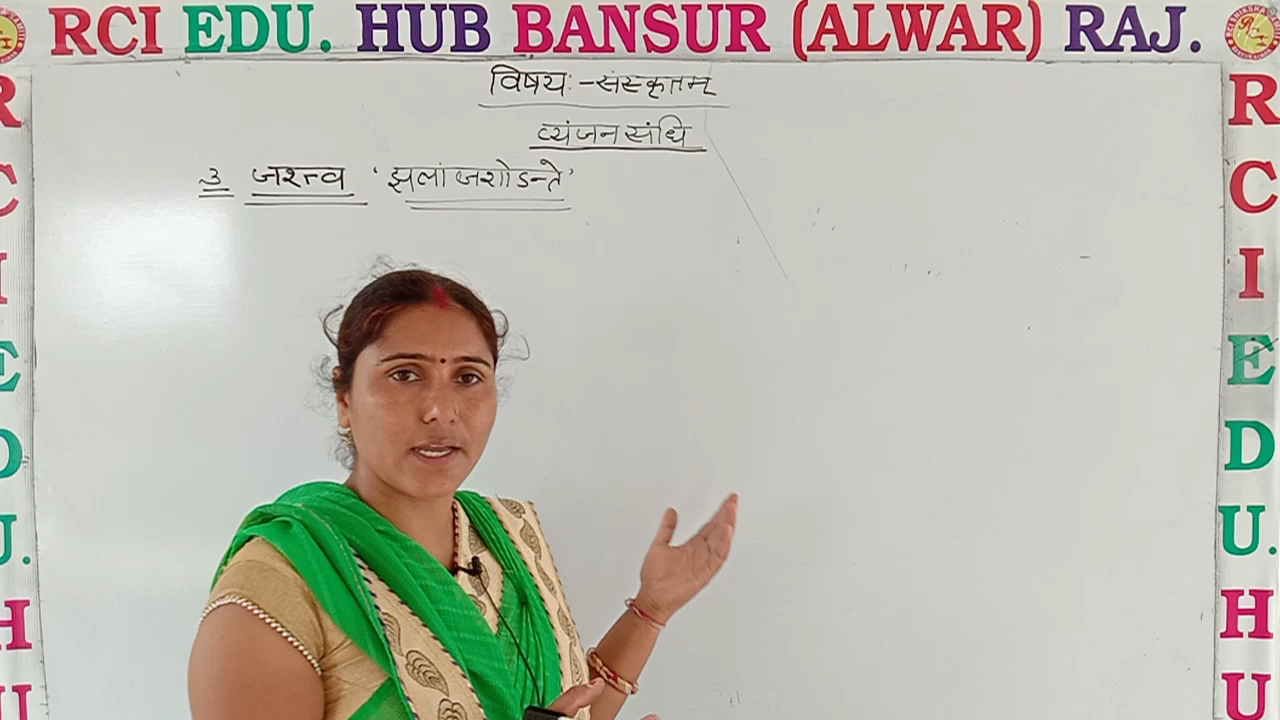 RCI EDU. HUB BANSUR (ALWAR) RAJ.
विषयः-संस्कृतम्
व्यंजन संधि
3 जश्त्व 'झलां जशोऽन्ते'
R
C
I
E
D
U.
H
U
R
C
I
E
D
U.
H
U